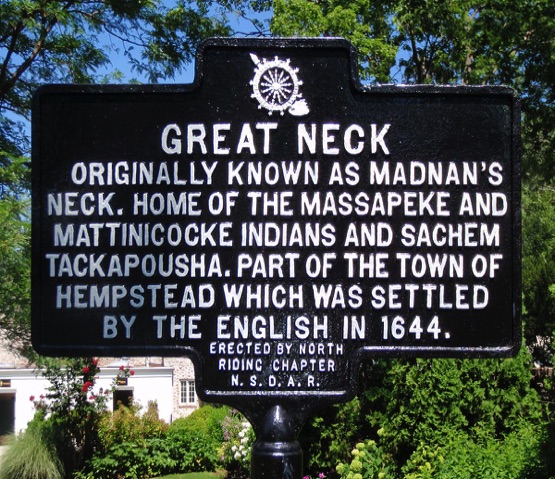 GREAT NECK
ORIGINALLY KNOWN AS MADNAN'S
NECK. HOME OF THE MASSAPEKE AND
MATTINICOCKE INDIANS AND SACHEM
TACKAPOUSHA. PART OF THE TOWN OF
HEMPSTEAD WHICH WAS SETTLED
BY THE ENGLISH IN 1644.
ERECTED BY NORTH
RIDING CHAPTER
N. S. D. A. R.